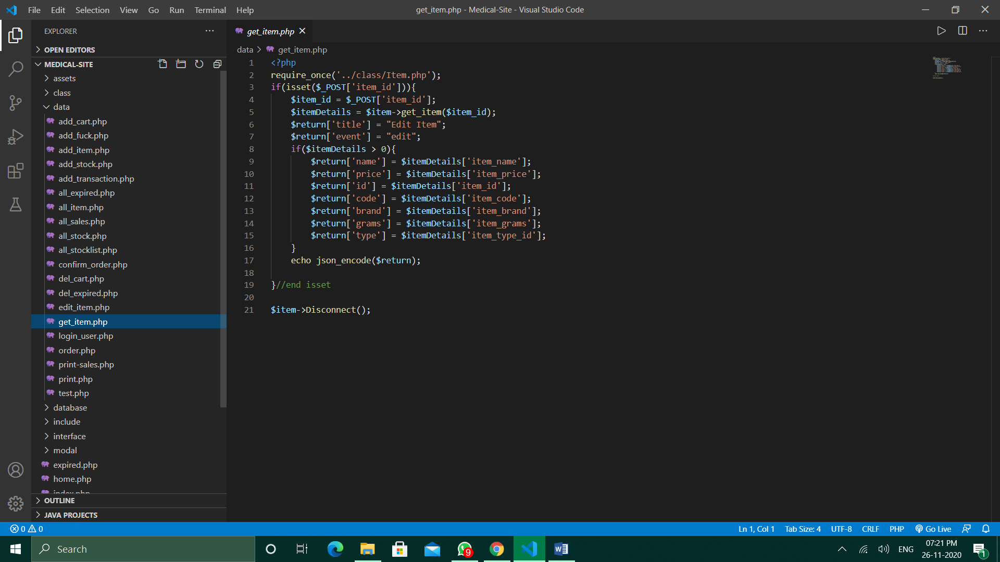 File Edit Selection View Go Run Terminal Help
get_item.php - Medical-Site - Visual Studio Code
EXPLORER
OPEN EDITORS
MEDICAL-SITE
assets
class
data
add_cart.php
add_fuck.php
add_item.php
add_stock.php
add_transaction.php
all_expired.php
all_item.php
all_sales.php
all_stock.php
all_stocklist.php
confirm_order.php
del_cart.php
del_expired.php
edit_item.php
get_item.php
login_user.php
order.php
print-sales.php
print.php
test.php
database
include
interface
modal
expired.php
home.php
index.php
OUTLINE
JAVA PROJECTS
get_item.php
data > get_item.php
1 <?php
2 require_once('../class/Item.php');
3 if(isset($_POST['item_id'])){
4 $item_id = $_POST['item_id'];
5 $itemDetails = $item->get_item($item_id);
6 $return['title'] = "Edit Item";
7 $return['event'] = "edit";
8 if($itemDetails > 0){
9 $return['name'] = $itemDetails['item_name'];
10 $return['price'] = $itemDetails['item_price'];
11 $return['id'] = $itemDetails['item_id'];
12 $return['code'] = $itemDetails['item_code'];
13 $return['brand'] = $itemDetails['item_brand'];
14 $return['grams'] = $itemDetails['item_grams'];
15 $return['type'] = $itemDetails['item_type_id'];
16 }
17 echo json_encode($return);
18
19 }//end isset
20
21 $item->Disconnect();
0 0
Ln 1, Col 1 Tab Size: 4 UTF-8 CRLF PHP Go Live
Search
9
W
ENG
07:21 PM
26-11-2020
1